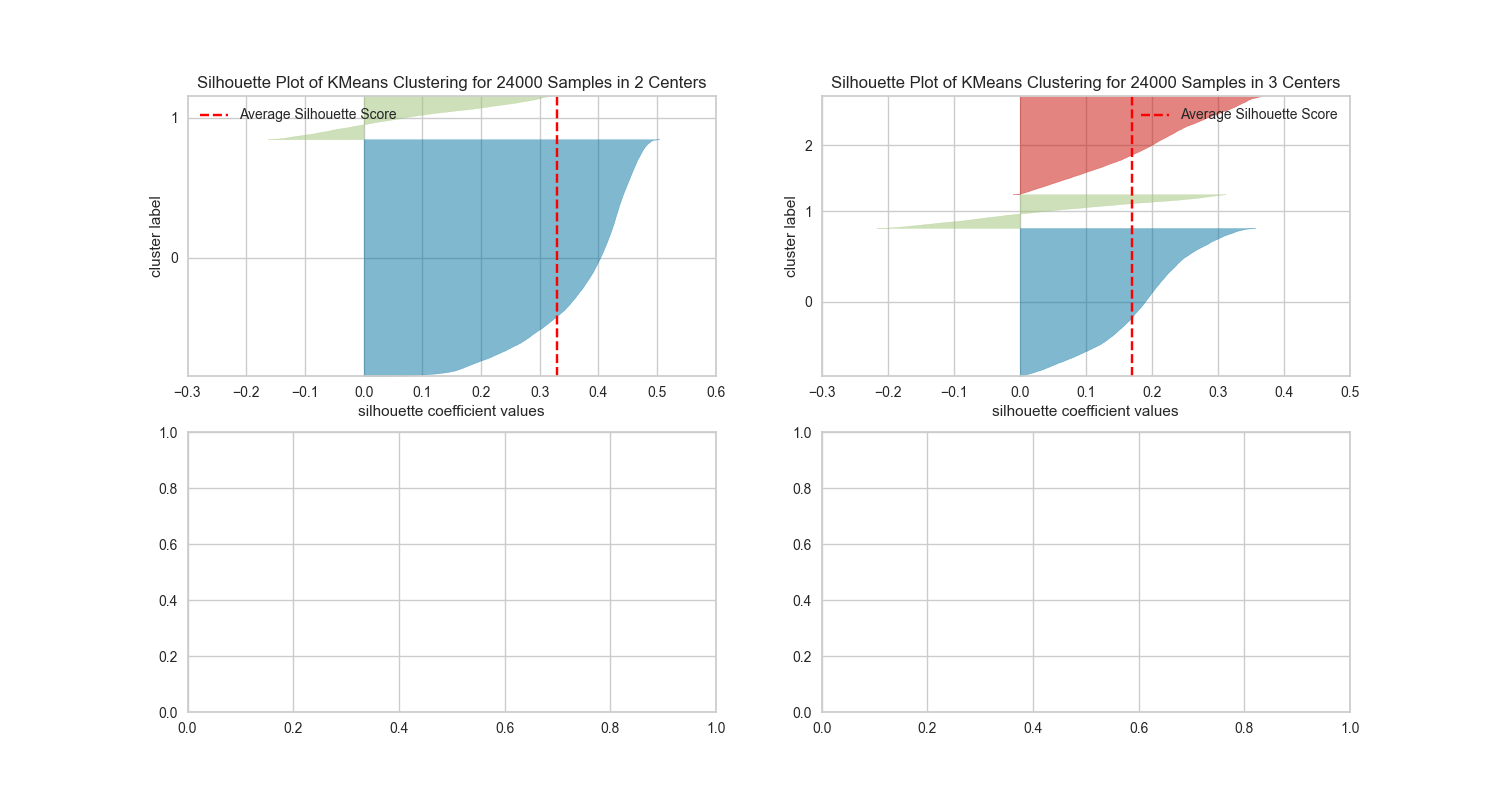 Silhouette Plot of KMeans Clustering for 24000 Samples in 2 Centers
Average Silhouette Score
1
0
cluster label
−0.3 −0.2 −0.1 0.0 0.1 0.2 0.3 0.4 0.5 0.6
silhouette coefficient values
Silhouette Plot of KMeans Clustering for 24000 Samples in 3 Centers
Average Silhouette Score
2
1
0
cluster label
−0.3 −0.2 −0.1 0.0 0.1 0.2 0.3 0.4 0.5
silhouette coefficient values
1.0
0.8
0.6
0.4
0.2
0.0
0.0 0.2 0.4 0.6 0.8 1.0
1.0
0.8
0.6
0.4
0.2
0.0
0.0 0.2 0.4 0.6 0.8 1.0